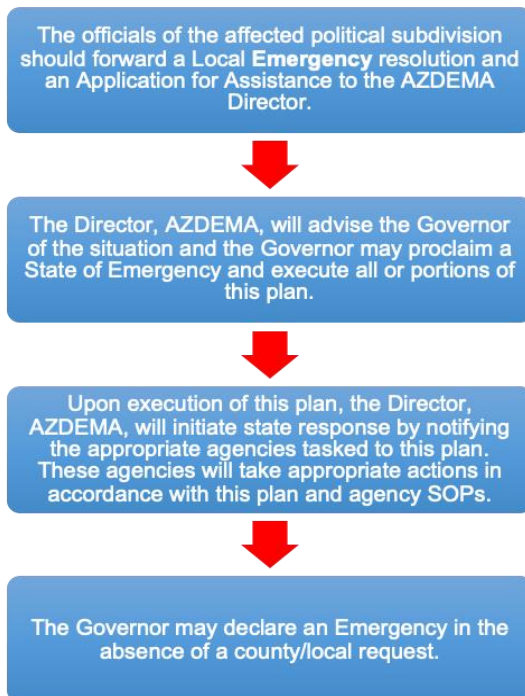 The officials of the affected political subdivision
should forward a Local Emergency resolution and
an Application for Assistance to the AZDEMA
Director.
The Director, AZDEMA, will advise the Governor
of the situation and the Governor may proclaim a
State of Emergency and execute all or portions of
this plan.
Upon execution of this plan, the Director,
AZDEMA, will initiate state response by notifying
the appropriate agencies tasked to this plan.
These agencies will take appropriate actions in
accordance with this plan and agency SOPs.
The Governor may declare an Emergency in the
absence of a county/local request.